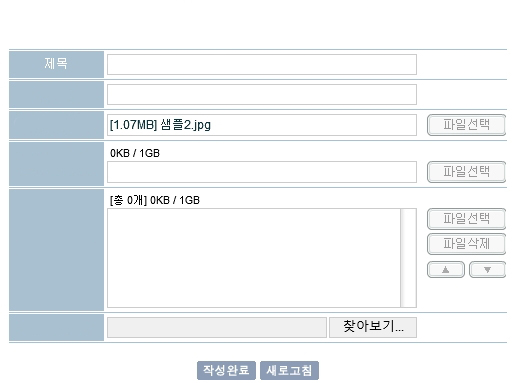 제목
[1.07MB] 샘플2.jpg 파일선택
0KB / 1GB
파일선택
[총 0개] 0KB / 1GB
파일선택
파일삭제
▲ ▼
찾아보기...
작성완료 새로고침